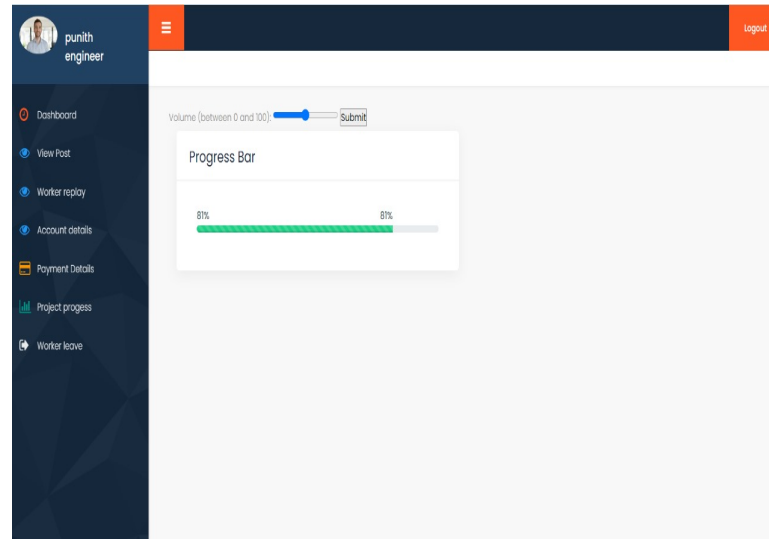 punith
engineer
Logout
Dashboard
View Post
Worker replay
Account details
Payment Details
Project progess
Worker leave
Volume (between 0 and 100):
Submit
Progress Bar
81%
81%